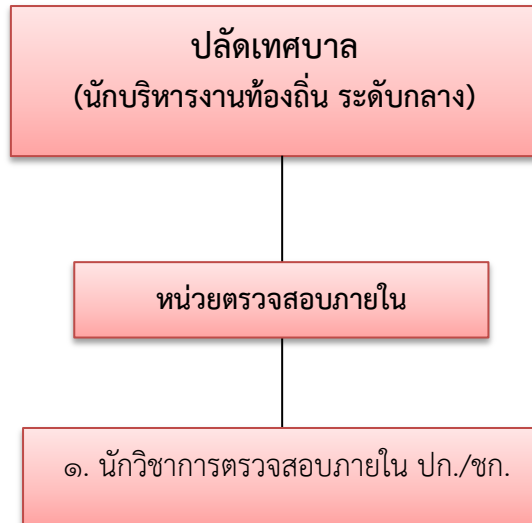 ปลัดเทศบาล
(นักบริหารงานท้องถิ่น ระดับกลาง)
หน่วยตรวจสอบภายใน
๑. นักวิชาการตรวจสอบภายใน ปก./ชก.